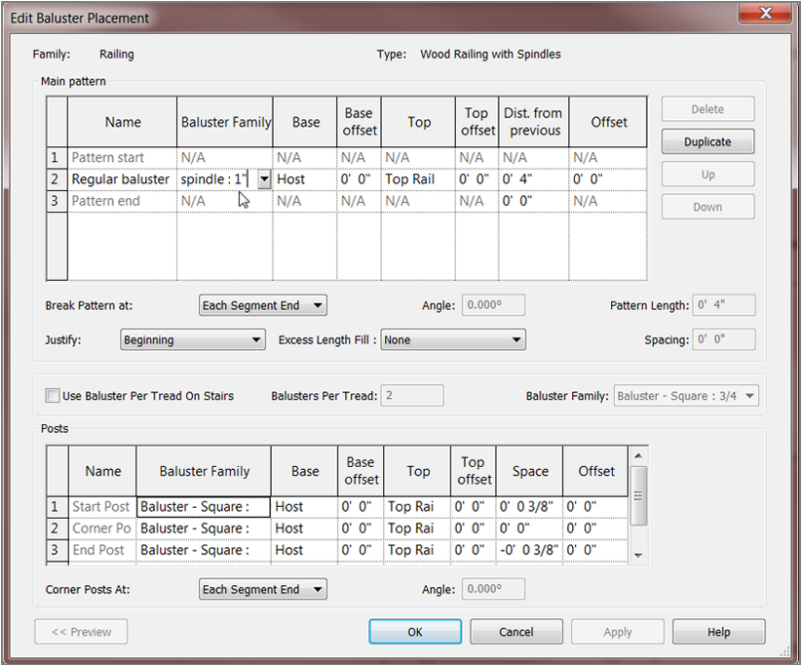 Edit Baluster Placement
Family: Railing Type: Wood Railing with Spindles
Main pattern
Name Baluster Family Base Base offset Top Top offset Dist. from previous Offset
1 Pattern start N/A N/A N/A N/A N/A N/A N/A
2 Regular baluster spindle : 1" Host 0' 0" Top Rail 0' 0" 0' 4" 0' 0"
3 Pattern end N/A N/A N/A N/A N/A 0' 0" N/A
Delete
Duplicate
Up
Down
Break Pattern at: Each Segment End Angle: 0.000° Pattern Length: 0' 4"
Justify: Beginning Excess Length Fill : None Spacing: 0' 0"
Use Baluster Per Tread On Stairs Balusters Per Tread: 2 Baluster Family: Baluster - Square : 3/4
Posts
Name Baluster Family Base Base offset Top Top offset Space Offset
1 Start Post Baluster - Square : Host 0' 0" Top Rai 0' 0" 0' 0 3/8" 0' 0"
2 Corner Po Baluster - Square : Host 0' 0" Top Rai 0' 0" 0' 0" 0' 0"
3 End Post Baluster - Square : Host 0' 0" Top Rai 0' 0" -0' 0 3/8" 0' 0"
Corner Posts At: Each Segment End Angle: 0.000°
<< Preview OK Cancel Apply Help